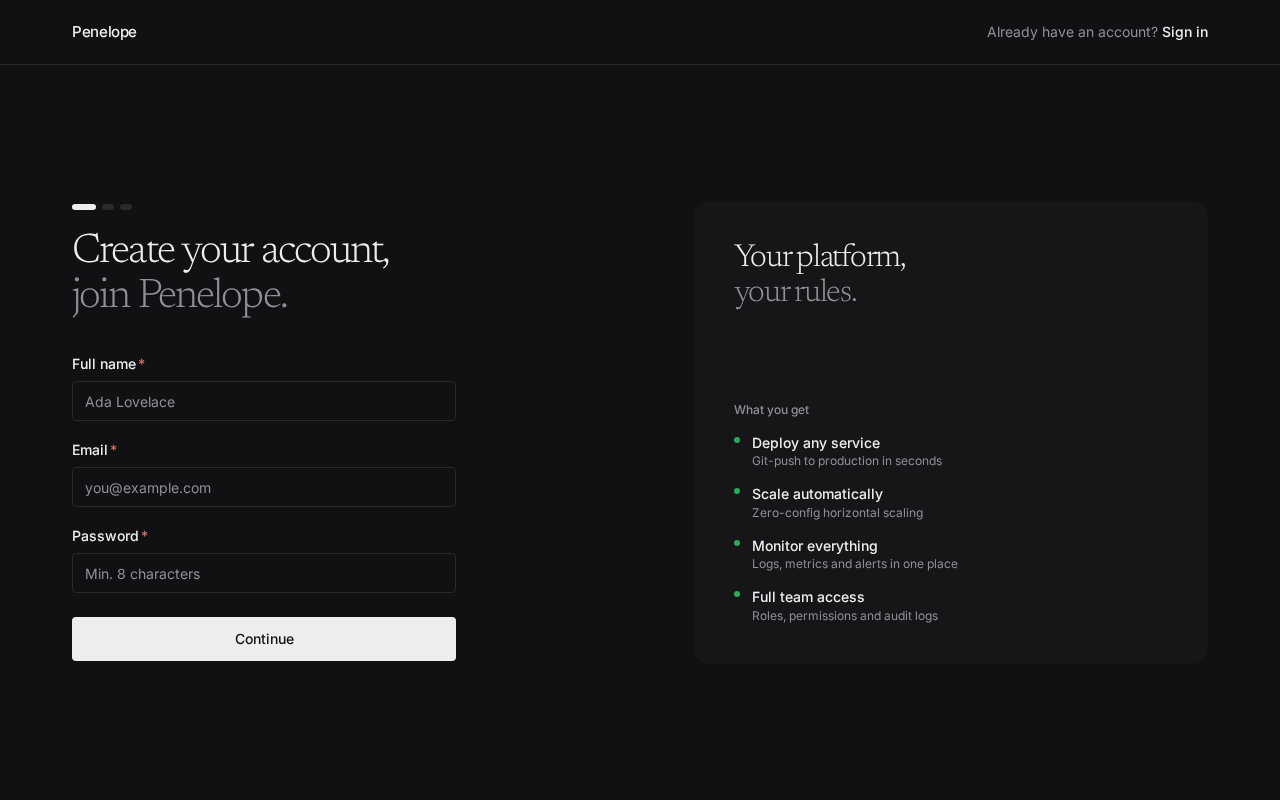 Penelope
Already have an account? Sign in
Create your account,
join Penelope.
Full name*
Ada Lovelace
Email*
you@example.com
Password*
Min. 8 characters
Continue
Your platform,
your rules.
What you get
Deploy any service
Git-push to production in seconds
Scale automatically
Zero-config horizontal scaling
Monitor everything
Logs, metrics and alerts in one place
Full team access
Roles, permissions and audit logs